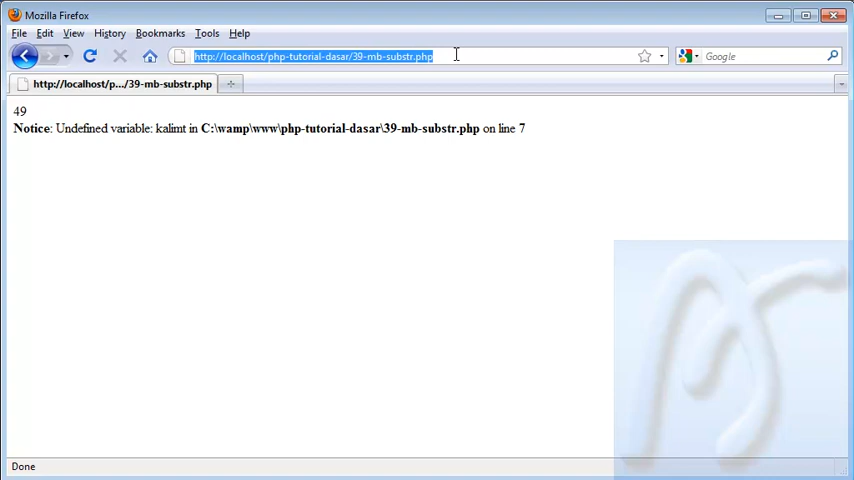 Mozilla Firefox
File Edit View History Bookmarks Tools Help
http://localhost/php-tutorial-dasar/39-mb-substr.php
Google
http://localhost/p.../39-mb-substr.php
49
Notice: Undefined variable: kalimt in C:\wamp\www\php-tutorial-dasar\39-mb-substr.php on line 7
Done